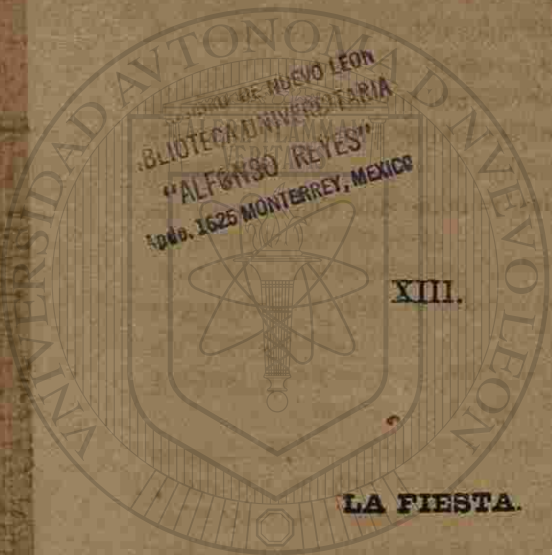 UNIVERSIDAD AUTONOMA DE NUEVO LEON
DE NUEVO LEON
BIBLIOTECA UNIVERSITARIA
"ALFONSO REYES"
Apdo. 1625 MONTERREY, MEXICO
XIII.
LA FIESTA.